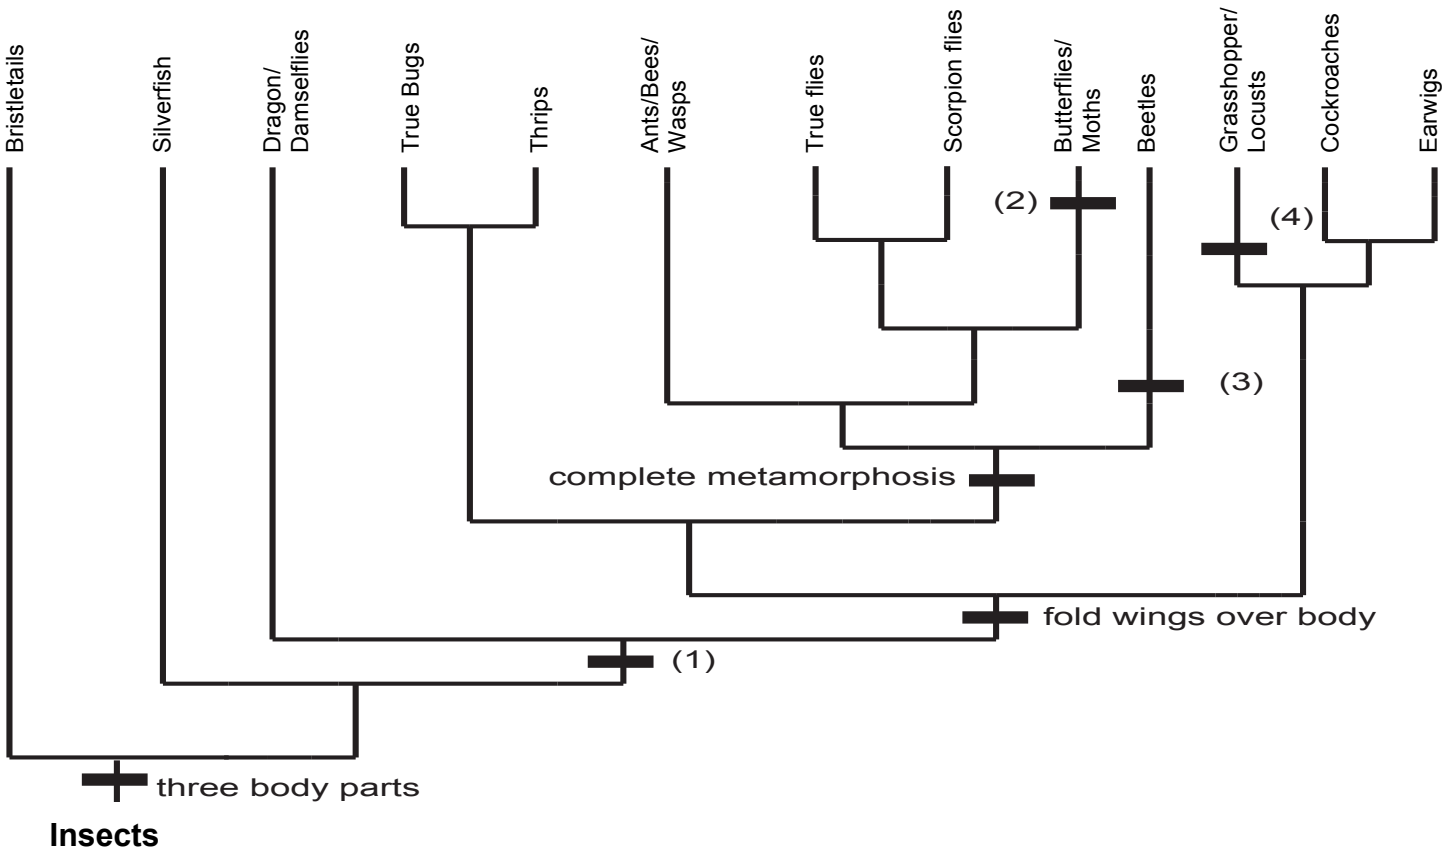 Bristletails
Silverfish
Dragon/
Damselflies
True Bugs
Thrips
Ants/Bees/
Wasps
True flies
Scorpion flies
Butterflies/
Moths
Beetles
Grasshopper/
Locusts
Cockroaches
Earwigs
(2)
(4)
(3)
complete metamorphosis
fold wings over body
(1)
three body parts
Insects